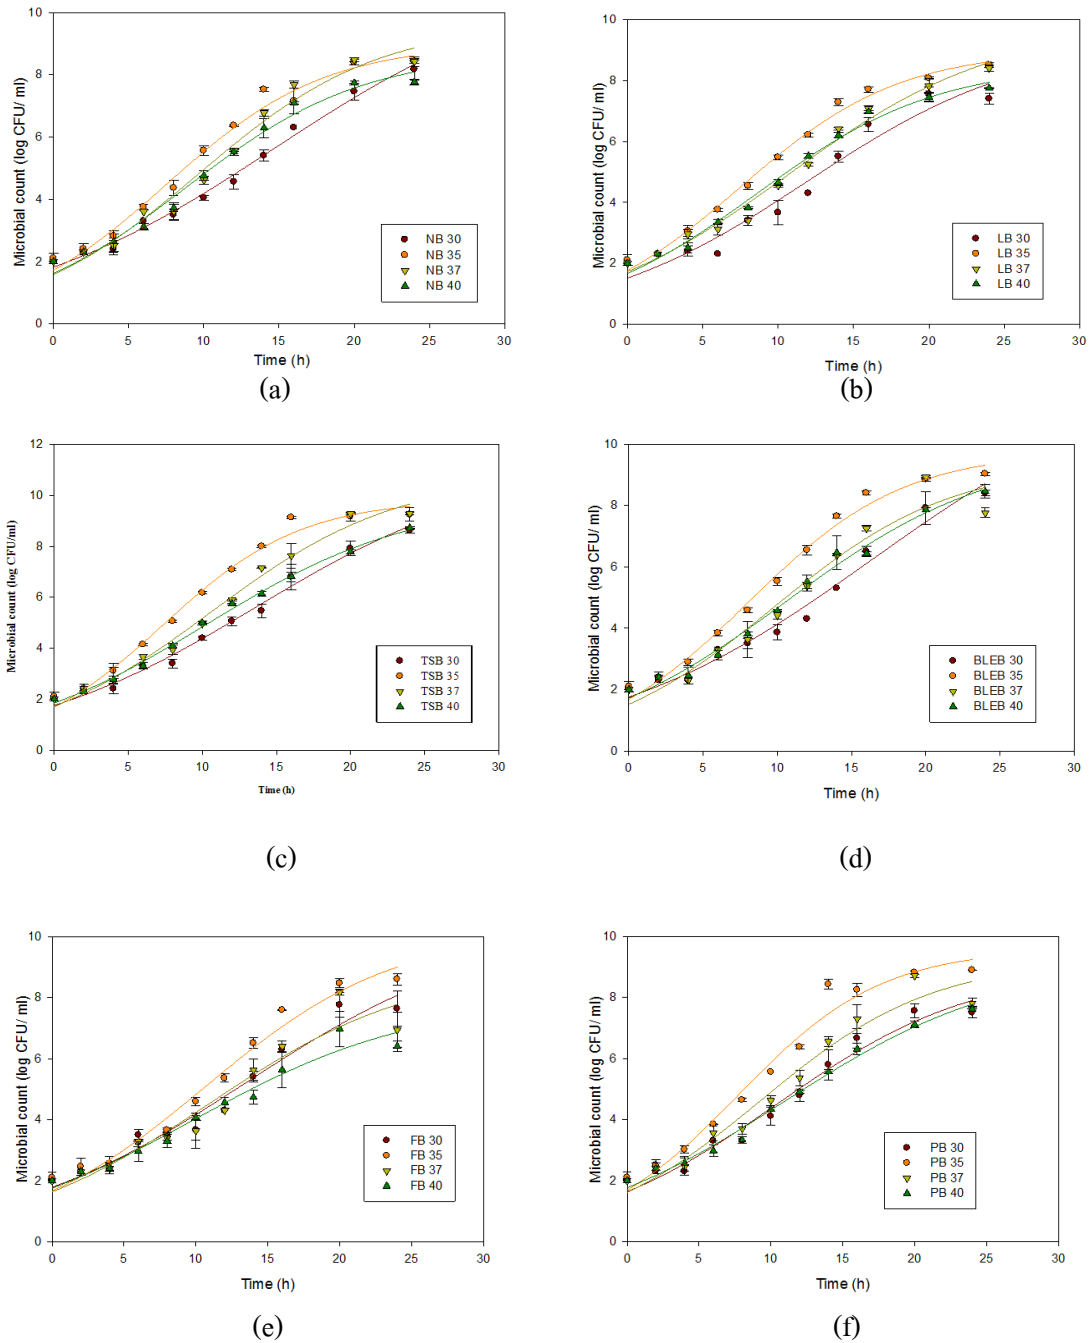 10
8
6
4
2
0
Microbial count (log CFU/ ml)
0 5 10 15 20 25 30
Time (h)
NB 30
NB 35
NB 37
NB 40
(a)
10
8
6
4
2
0
Microbial count (log CFU/ ml)
0 5 10 15 20 25 30
Time (h)
LB 30
LB 35
LB 37
LB 40
(b)
12
10
8
6
4
2
0
Microbial count (log CFU/ml)
0 5 10 15 20 25 30
Time (h)
TSB 30
TSB 35
TSB 37
TSB 40
(c)
10
8
6
4
2
0
Microbial count (log CFU/ ml)
0 5 10 15 20 25 30
Time (h)
BLEB 30
BLEB 35
BLEB 37
BLEB 40
(d)
10
8
6
4
2
0
Microbial count (log CFU/ ml)
0 5 10 15 20 25 30
Time (h)
FB 30
FB 35
FB 37
FB 40
(e)
10
8
6
4
2
0
Microbial count (log CFU/ ml)
0 5 10 15 20 25 30
Time (h)
PB 30
PB 35
PB 37
PB 40
(f)